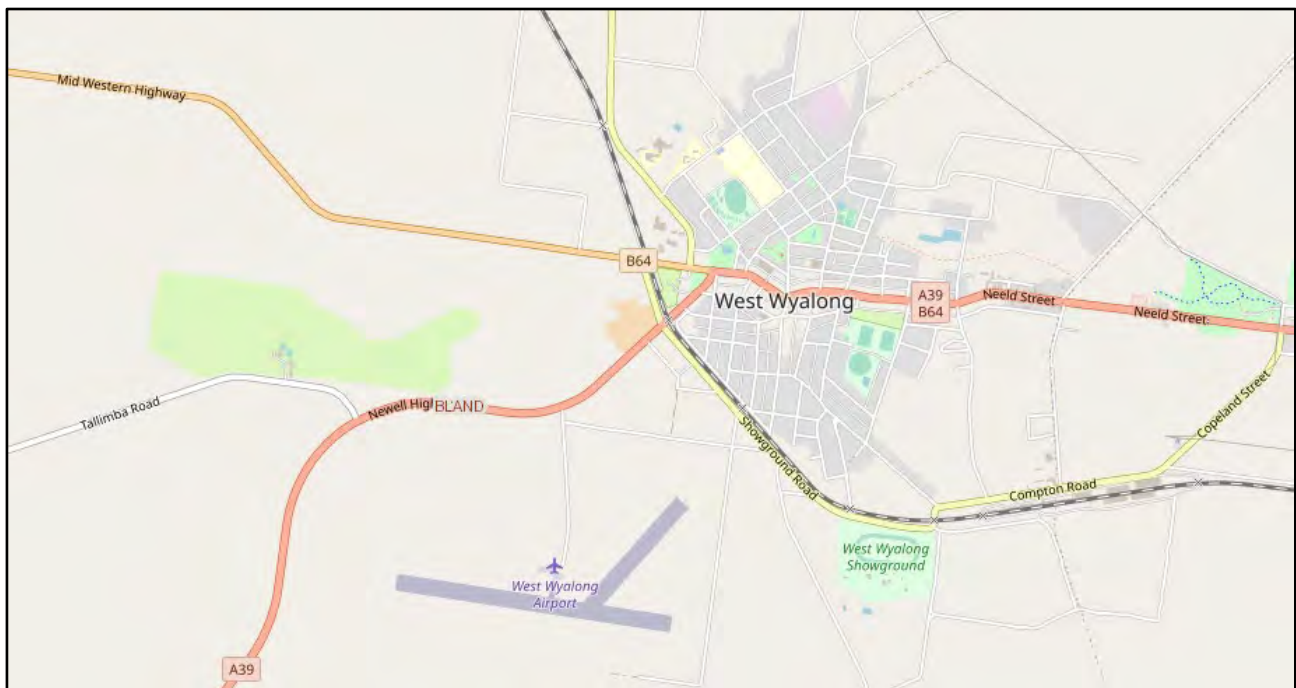 Mid Western Highway
B64
West Wyalong
A39
B64
Neeld Street
Neeld Street
Tallimba Road
Newell Higl
BLAND
Showground Road
Copeland Street
Compton Road
West Wyalong
Showground
West Wyalong
Airport
A39